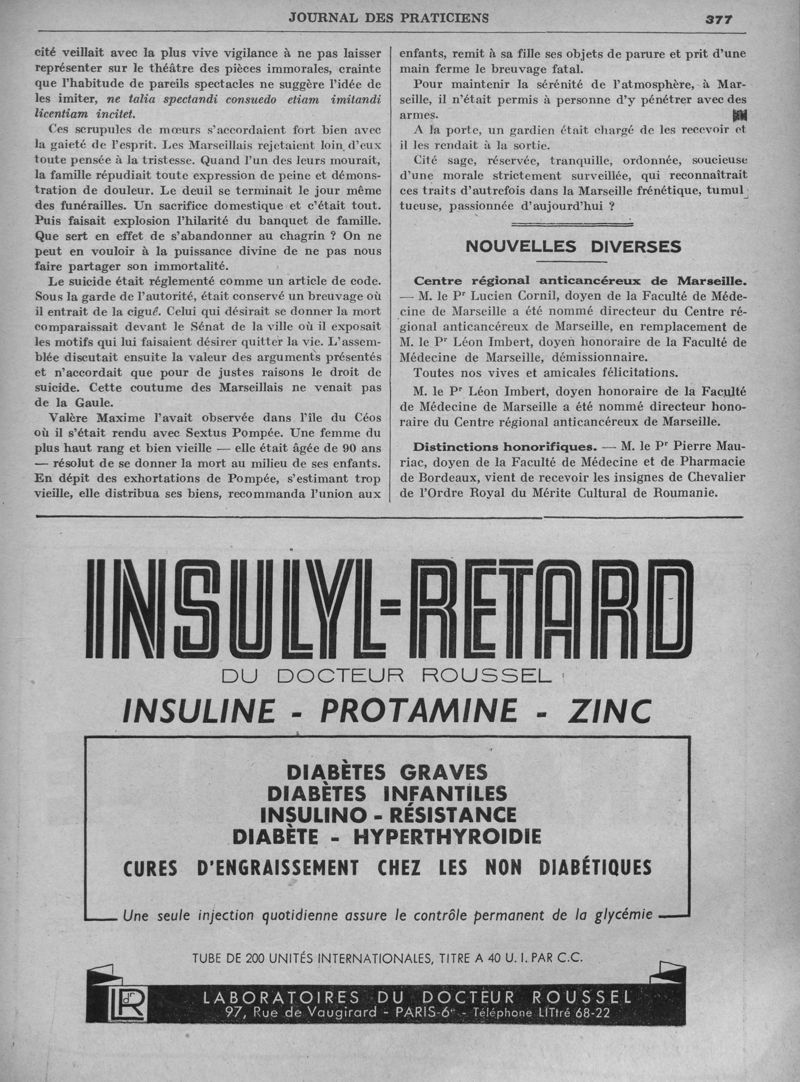 JOURNAL DES PRATICIENS
377
cité veillait avec la plus vive vigilance à ne pas laisser
représenter sur le théâtre des pièces immorales, crainte
que l'habitude de pareils spectacles ne suggère l'idée de
les imiter, ne talia spectandi consuedo etiam imitandi
licentiam incitet.
Ces scrupules de mœurs s'accordaient fort bien avec
la gaieté de l'esprit. Les Marseillais rejetaient loin d'eux
toute pensée à la tristesse. Quand l'un des leurs mourait,
la famille répudiait toute expression de peine et démons-
tration de douleur. Le deuil se terminait le jour même
des funérailles. Un sacrifice domestique et c'était tout.
Puis faisait explosion l'hilarité du banquet de famille.
Que sert en effet de s'abandonner au chagrin ? On ne
peut en vouloir à la puissance divine de ne pas nous
faire partager son immortalité.
Le suicide était réglementé comme un article de code.
Sous la garde de l'autorité, était conservé un breuvage où
il entrait de la ciguë. Celui qui désirait se donner la mort
comparaissait devant le Sénat de la ville où il exposait
les motifs qui lui faisaient désirer quitter la vie. L'assem-
blée discutait ensuite la valeur des arguments présentés
et n'accordait que pour de justes raisons le droit de
suicide. Cette coutume des Marseillais ne venait pas
de la Gaule.
Valère Maxime l'avait observée dans l'île du Céos
où il s'était rendu avec Sextus Pompée. Une femme du
plus haut rang et bien vieille — elle était âgée de 90 ans
— résolut de se donner la mort au milieu de ses enfants.
En dépit des exhortations de Pompée, s'estimant trop
vieille, elle distribua ses biens, recommanda l'union aux
enfants, remit à sa fille ses objets de parure et prit d'une
main ferme le breuvage fatal.
Pour maintenir la sérénité de l'atmosphère, à Mar-
seille, il n'était permis à personne d'y pénétrer avec des
armes.
A la porte, un gardien était chargé de les recevoir et
il les rendait à la sortie.
Cité sage, réservée, tranquille, ordonnée, soucieuse
d'une morale strictement surveillée, qui reconnaîtrait
ces traits d'autrefois dans la Marseille frénétique, tumul-
tueuse, passionnée d'aujourd'hui ?
NOUVELLES DIVERSES
Centre régional anticancéreux de Marseille.
— M. le Pr Lucien Cornil, doyen de la Faculté de Méde-
cine de Marseille a été nommé directeur du Centre ré-
gional anticancéreux de Marseille, en remplacement de
M. le Pr Léon Imbert, doyen honoraire de la Faculté de
Médecine de Marseille, démissionnaire.
Toutes nos vives et amicales félicitations.
M. le Pr Léon Imbert, doyen honoraire de la Faculté
de Médecine de Marseille a été nommé directeur hono-
raire du Centre régional anticancéreux de Marseille.
Distinctions honorifiques. — M. le Pr Pierre Mau-
riac, doyen de la Faculté de Médecine et de Pharmacie
de Bordeaux, vient de recevoir les insignes de Chevalier
de l'Ordre Royal du Mérite Cultural de Roumanie.
INSULYL-RETARD
DU DOCTEUR ROUSSEL
INSULINE - PROTAMINE - ZINC
DIABÈTES GRAVES
DIABÈTES INFANTILES
INSULINO - RÉSISTANCE
DIABÈTE - HYPERTHYROIDIE
CURES D'ENGRAISSEMENT CHEZ LES NON DIABÉTIQUES
Une seule injection quotidienne assure le contrôle permanent de la glycémie
TUBE DE 200 UNITÉS INTERNATIONALES, TITRE A 40 U. I. PAR C.C.
L dr R
LABORATOIRES DU DOCTEUR ROUSSEL
97, Rue de Vaugirard - PARIS-6e - Téléphone LITtré 68-22